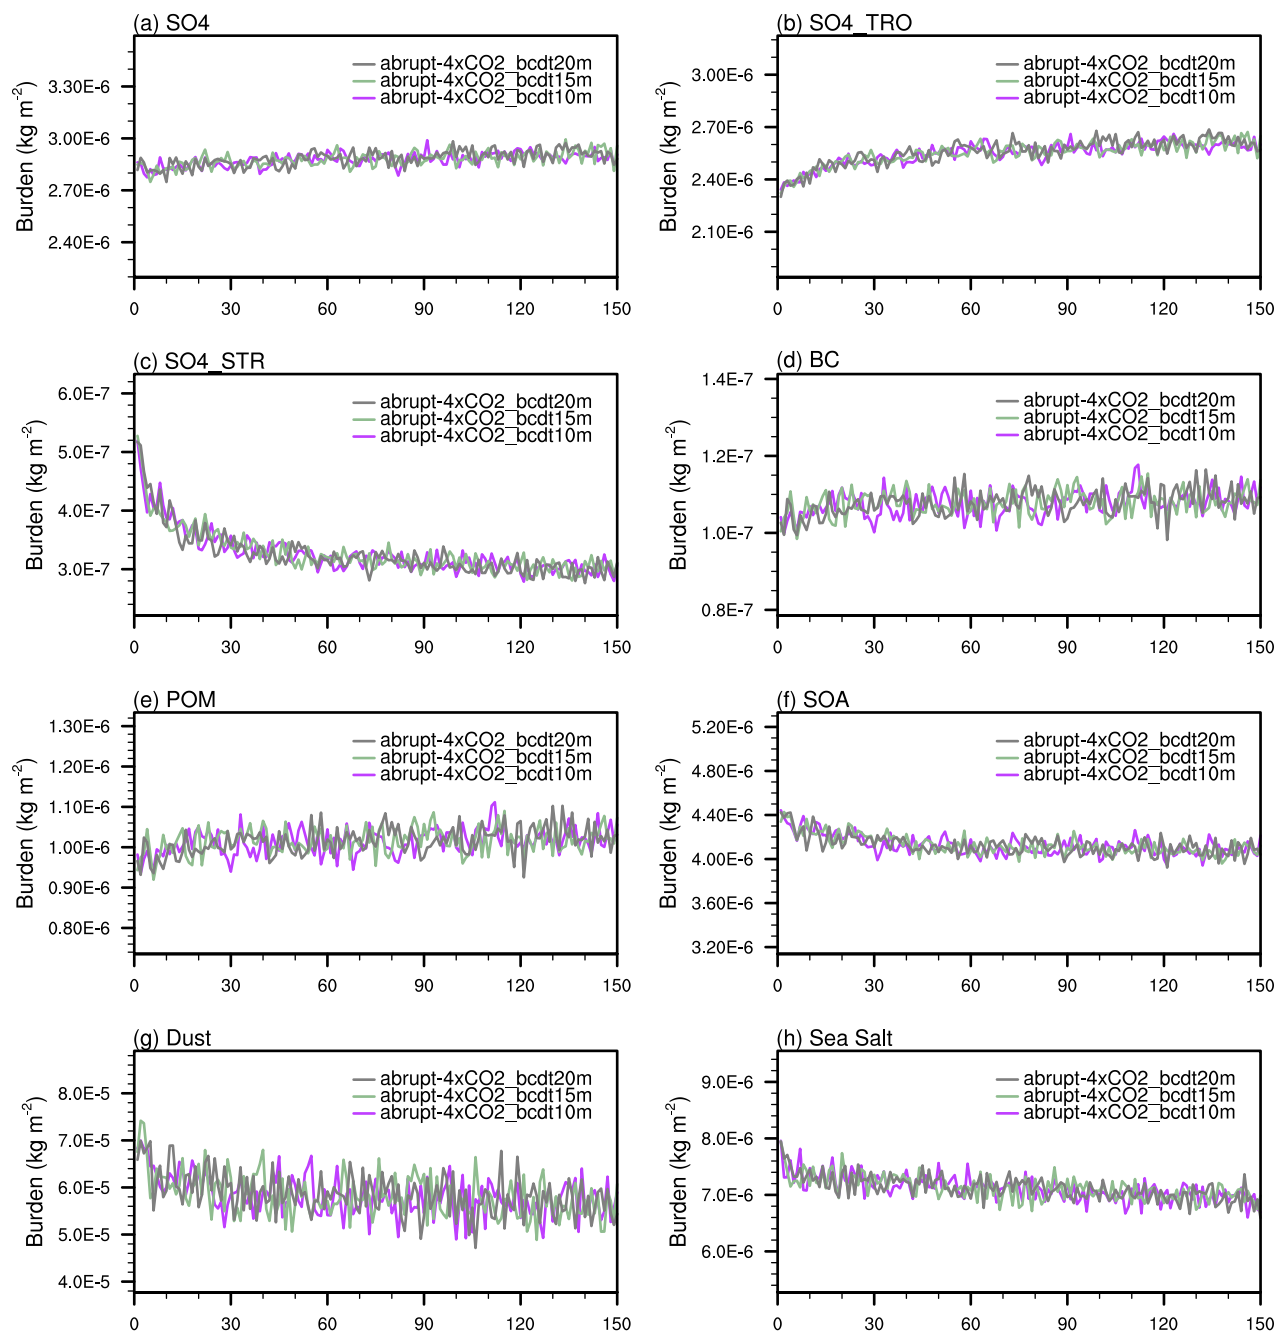 (a) SO4
Burden (kg m⁻²)
3.30E-6
3.00E-6
2.70E-6
2.40E-6
abrupt-4xCO2_bcdt20m
abrupt-4xCO2_bcdt15m
abrupt-4xCO2_bcdt10m
0 30 60 90 120 150
(b) SO4_TRO
Burden (kg m⁻²)
3.00E-6
2.70E-6
2.40E-6
2.10E-6
abrupt-4xCO2_bcdt20m
abrupt-4xCO2_bcdt15m
abrupt-4xCO2_bcdt10m
0 30 60 90 120 150
(c) SO4_STR
Burden (kg m⁻²)
6.0E-7
5.0E-7
4.0E-7
3.0E-7
abrupt-4xCO2_bcdt20m
abrupt-4xCO2_bcdt15m
abrupt-4xCO2_bcdt10m
0 30 60 90 120 150
(d) BC
Burden (kg m⁻²)
1.4E-7
1.2E-7
1.0E-7
0.8E-7
abrupt-4xCO2_bcdt20m
abrupt-4xCO2_bcdt15m
abrupt-4xCO2_bcdt10m
0 30 60 90 120 150
(e) POM
Burden (kg m⁻²)
1.30E-6
1.20E-6
1.10E-6
1.00E-6
0.90E-6
0.80E-6
abrupt-4xCO2_bcdt20m
abrupt-4xCO2_bcdt15m
abrupt-4xCO2_bcdt10m
0 30 60 90 120 150
(f) SOA
Burden (kg m⁻²)
5.20E-6
4.80E-6
4.40E-6
4.00E-6
3.60E-6
3.20E-6
abrupt-4xCO2_bcdt20m
abrupt-4xCO2_bcdt15m
abrupt-4xCO2_bcdt10m
0 30 60 90 120 150
(g) Dust
Burden (kg m⁻²)
8.0E-5
7.0E-5
6.0E-5
5.0E-5
4.0E-5
abrupt-4xCO2_bcdt20m
abrupt-4xCO2_bcdt15m
abrupt-4xCO2_bcdt10m
0 30 60 90 120 150
(h) Sea Salt
Burden (kg m⁻²)
9.0E-6
8.0E-6
7.0E-6
6.0E-6
abrupt-4xCO2_bcdt20m
abrupt-4xCO2_bcdt15m
abrupt-4xCO2_bcdt10m
0 30 60 90 120 150